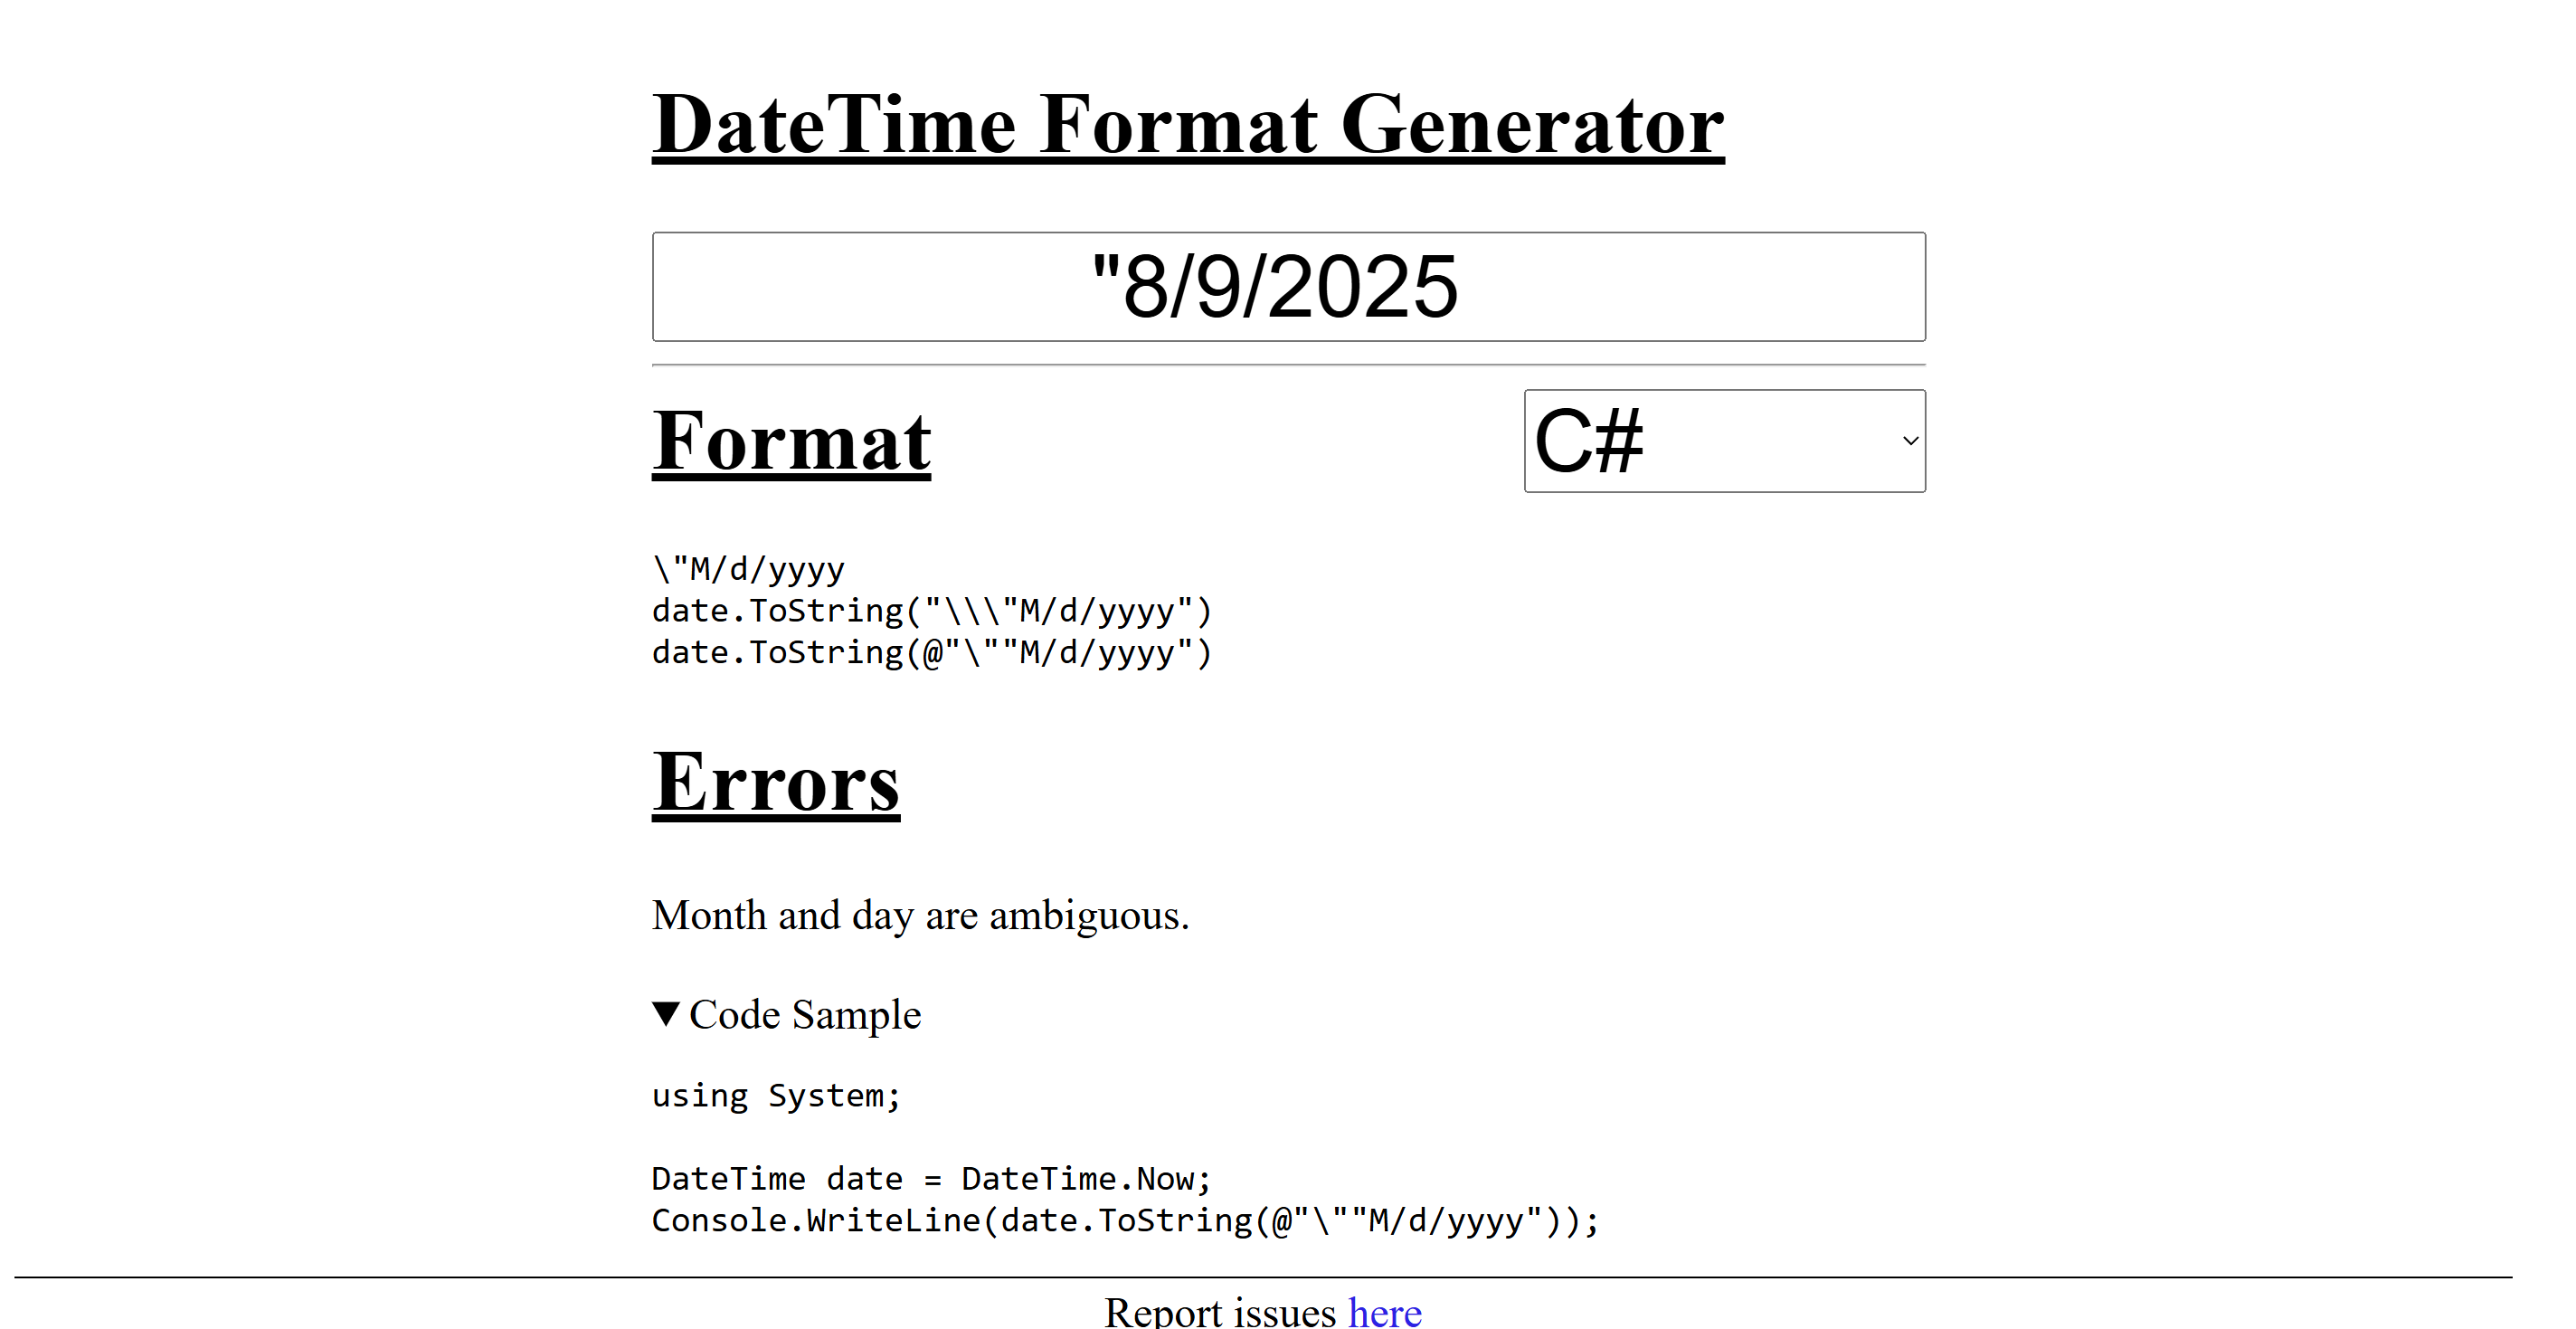 DateTime Format Generator
"8/9/2025
Format
C#
\"M/d/yyyy
date.ToString("\\\"M/d/yyyy")
date.ToString(@"\""M/d/yyyy")
Errors
Month and day are ambiguous.
▼ Code Sample
using System;
DateTime date = DateTime.Now;
Console.WriteLine(date.ToString(@"\""M/d/yyyy"));
Report issues here